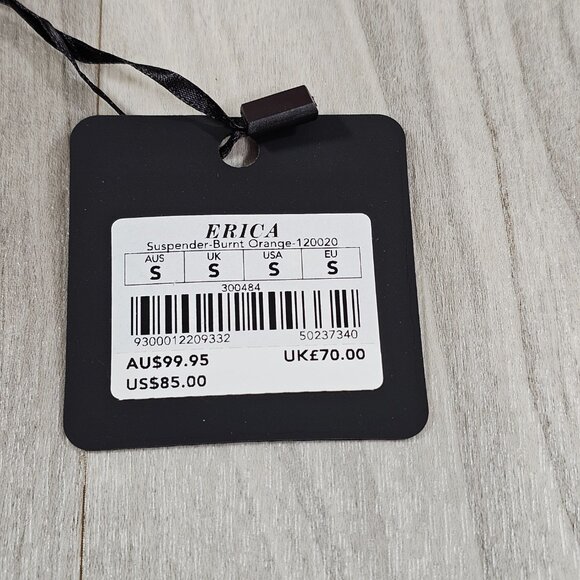 ERICA
Suspender-Burnt Orange-120020
AUS UK USA EU
S S S S
300484
9300012209332 50237340
AU$99.95 UK£70.00
US$85.00